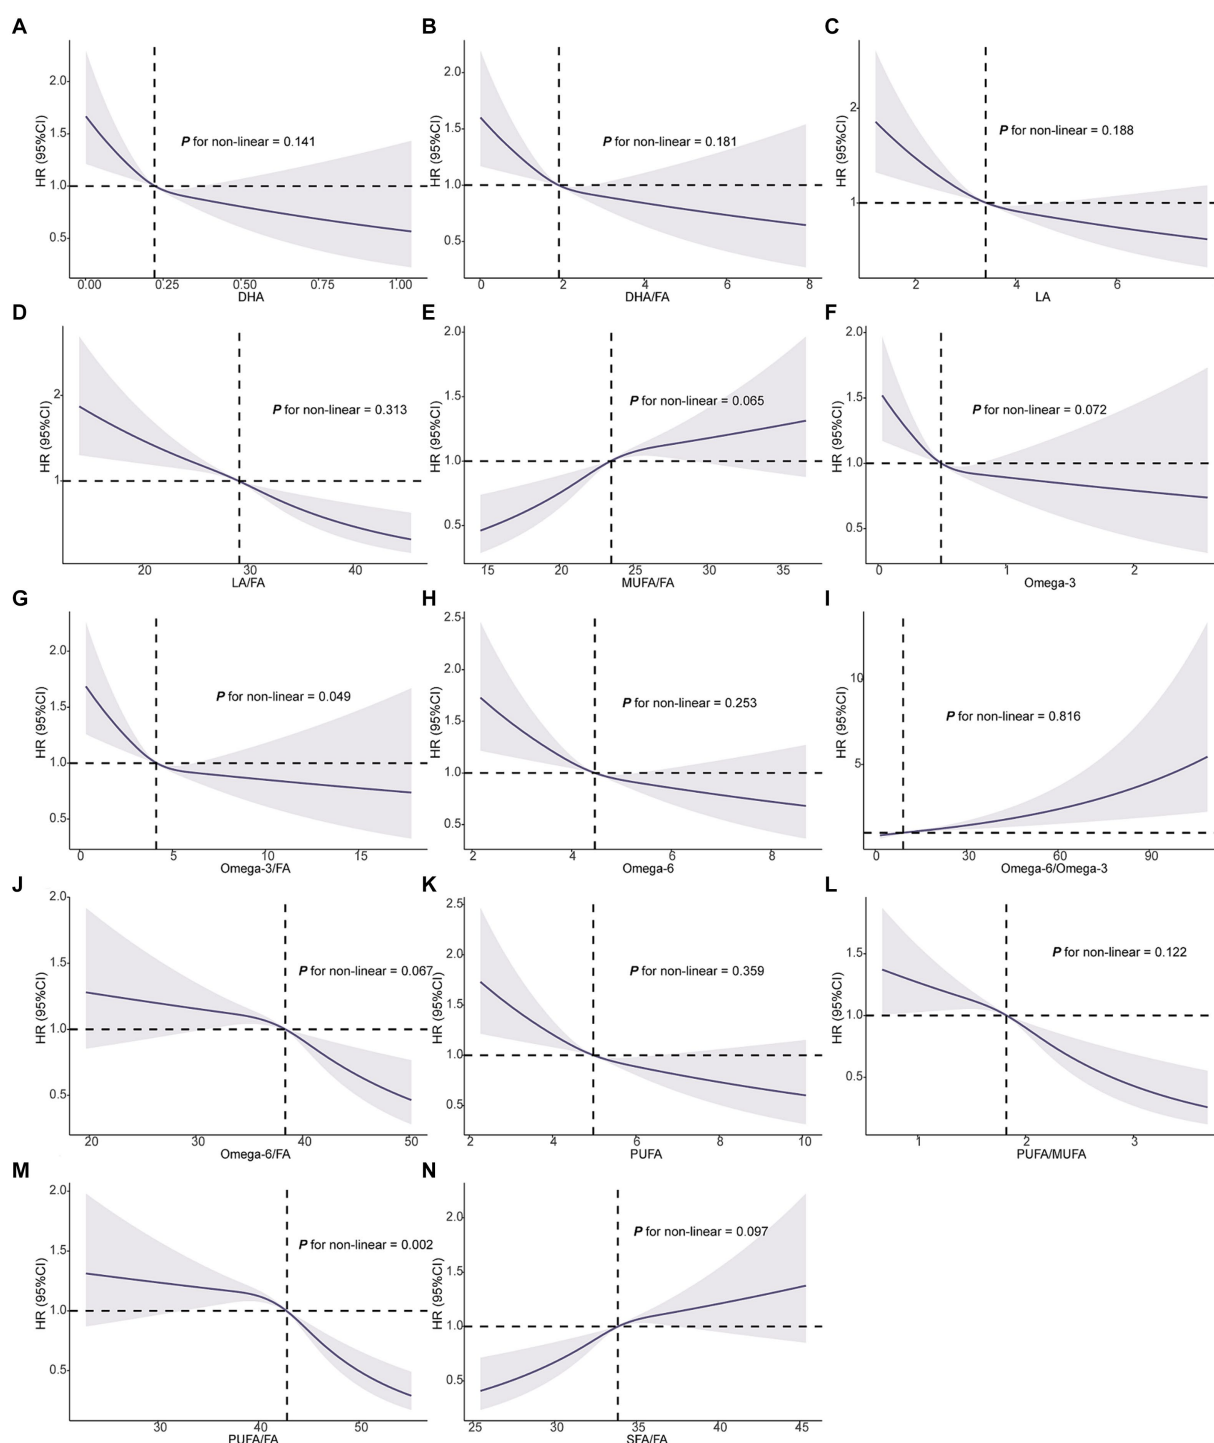 A
HR (95%CI)
2.0
1.5
1.0
0.5
P for non-linear = 0.141
0.00 0.25 0.50 0.75 1.00
DHA
B
HR (95%CI)
2.0
1.5
1.0
0.5
P for non-linear = 0.181
0 2 4 6 8
DHA/FA
C
HR (95%CI)
2
1
P for non-linear = 0.188
2 4 6
LA
D
HR (95%CI)
2
1
P for non-linear = 0.313
20 30 40
LA/FA
E
HR (95%CI)
2.0
1.5
1.0
0.5
P for non-linear = 0.065
15 20 25 30 35
MUFA/FA
F
HR (95%CI)
2.0
1.5
1.0
0.5
P for non-linear = 0.072
0 1 2
Omega-3
G
HR (95%CI)
2.0
1.5
1.0
0.5
P for non-linear = 0.049
0 5 10 15
Omega-3/FA
H
HR (95%CI)
2.5
2.0
1.5
1.0
0.5
P for non-linear = 0.253
2 4 6 8
Omega-6
I
HR (95%CI)
10
5
P for non-linear = 0.816
0 30 60 90
Omega-6/Omega-3
J
HR (95%CI)
2.0
1.5
1.0
0.5
P for non-linear = 0.067
20 30 40 50
Omega-6/FA
K
HR (95%CI)
2.5
2.0
1.5
1.0
0.5
P for non-linear = 0.359
2 4 6 8 10
PUFA
L
HR (95%CI)
1.5
1.0
0.5
P for non-linear = 0.122
1 2 3
PUFA/MUFA
M
HR (95%CI)
2.0
1.5
1.0
0.5
P for non-linear = 0.002
30 40 50
PUFA/FA
N
HR (95%CI)
2.0
1.5
1.0
0.5
P for non-linear = 0.097
25 30 35 40 45
SFA/FA